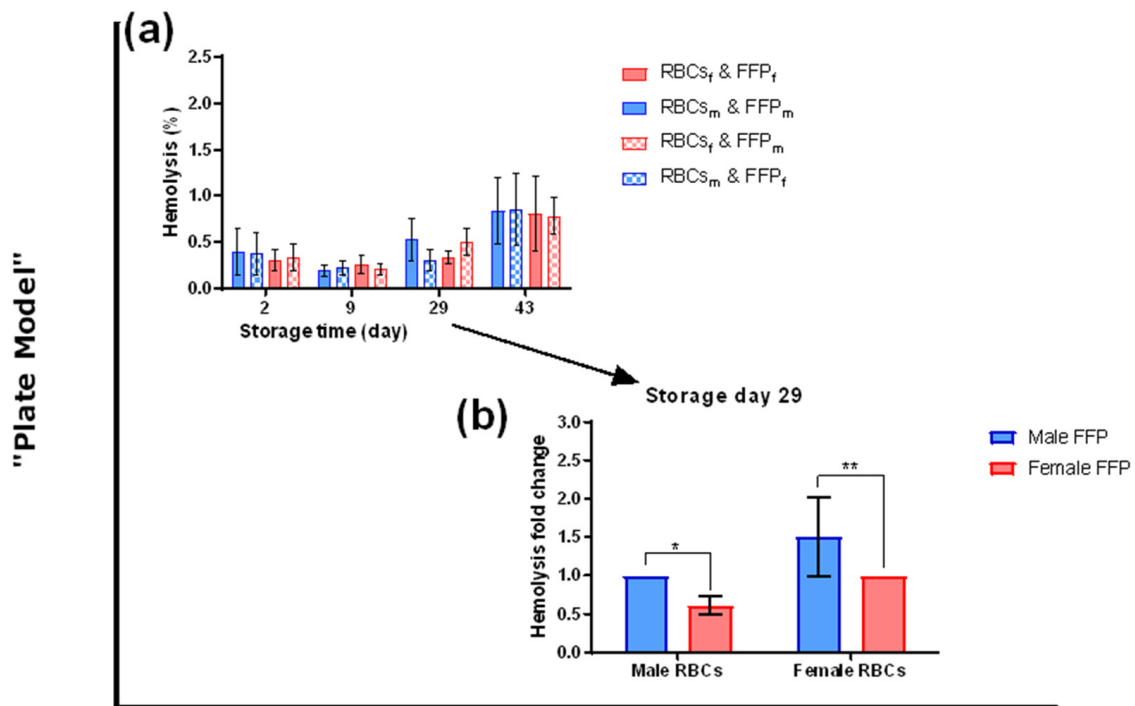 "Plate Model"
(a)
2.5
2.0
1.5
1.0
0.5
0.0
Hemolysis (%)
2 9 29 43
Storage time (day)
RBCsf & FFPf
RBCsm & FFPm
RBCsf & FFPm
RBCsm & FFPf
Storage day 29
(b)
3.0
2.5
2.0
1.5
1.0
0.5
0.0
Hemolysis fold change
*
**
Male RBCs Female RBCs
Male FFP
Female FFP